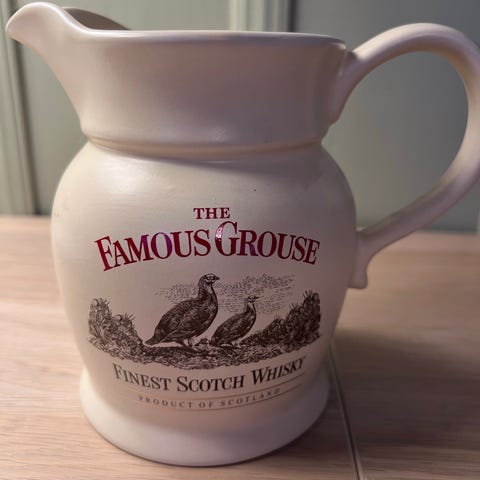 THE
FAMOUS GROUSE
FINEST SCOTCH WHISKY
PRODUCT OF SCOTLAND